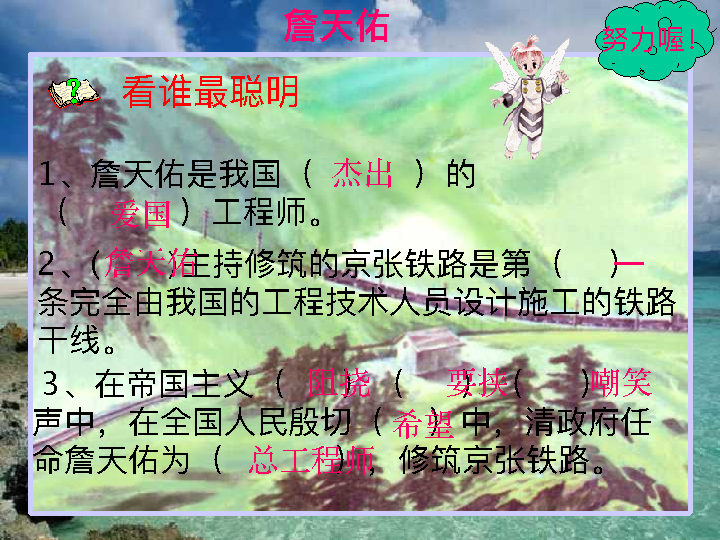 詹天佑
努力喔！
?
看谁最聪明
1、詹天佑是我国（ 杰出 ）的
（ 爱国 ）工程师。
2、（詹天佑）主持修筑的京张铁路是第（ 一 ）
条完全由我国的工程技术人员设计施工的铁路
干线。
3、在帝国主义（ 阻挠 ）（ 要挟 ）（ 嘲笑 ）
声中，在全国人民殷切（ 希望 ）中，清政府任
命詹天佑为（ 总工程师 ），修筑京张铁路。